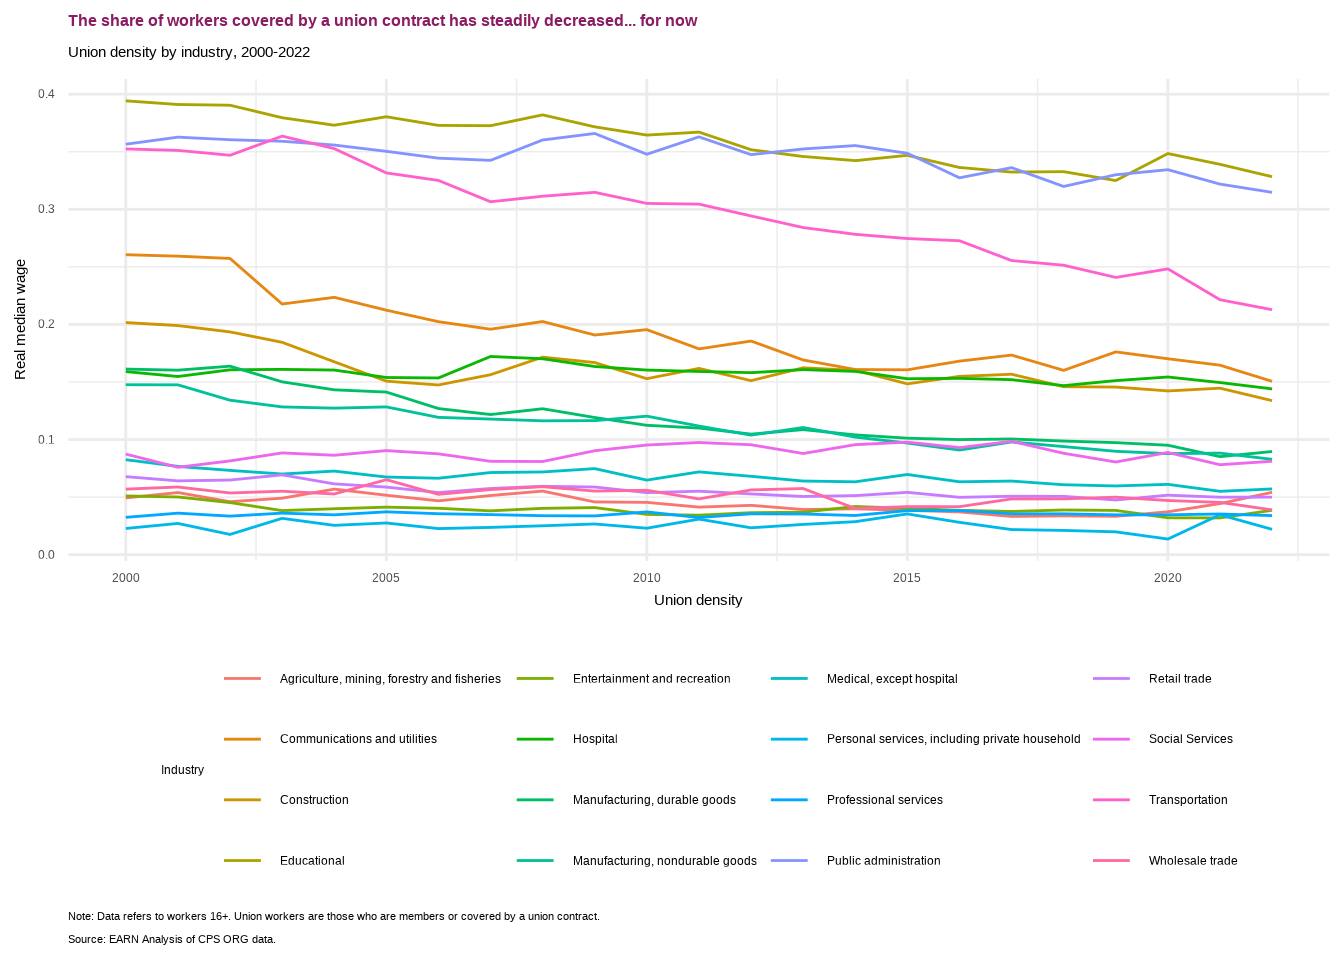 The share of workers covered by a union contract has steadily decreased... for now
Union density by industry, 2000-2022
Real median wage
0.4
0.3
0.2
0.1
0.0
2000 2005 2010 2015 2020
Union density
Industry
Agriculture, mining, forestry and fisheries
Communications and utilities
Construction
Educational
Entertainment and recreation
Hospital
Manufacturing, durable goods
Manufacturing, nondurable goods
Medical, except hospital
Personal services, including private household
Professional services
Public administration
Retail trade
Social Services
Transportation
Wholesale trade
Note: Data refers to workers 16+. Union workers are those who are members or covered by a union contract.
Source: EARN Analysis of CPS ORG data.